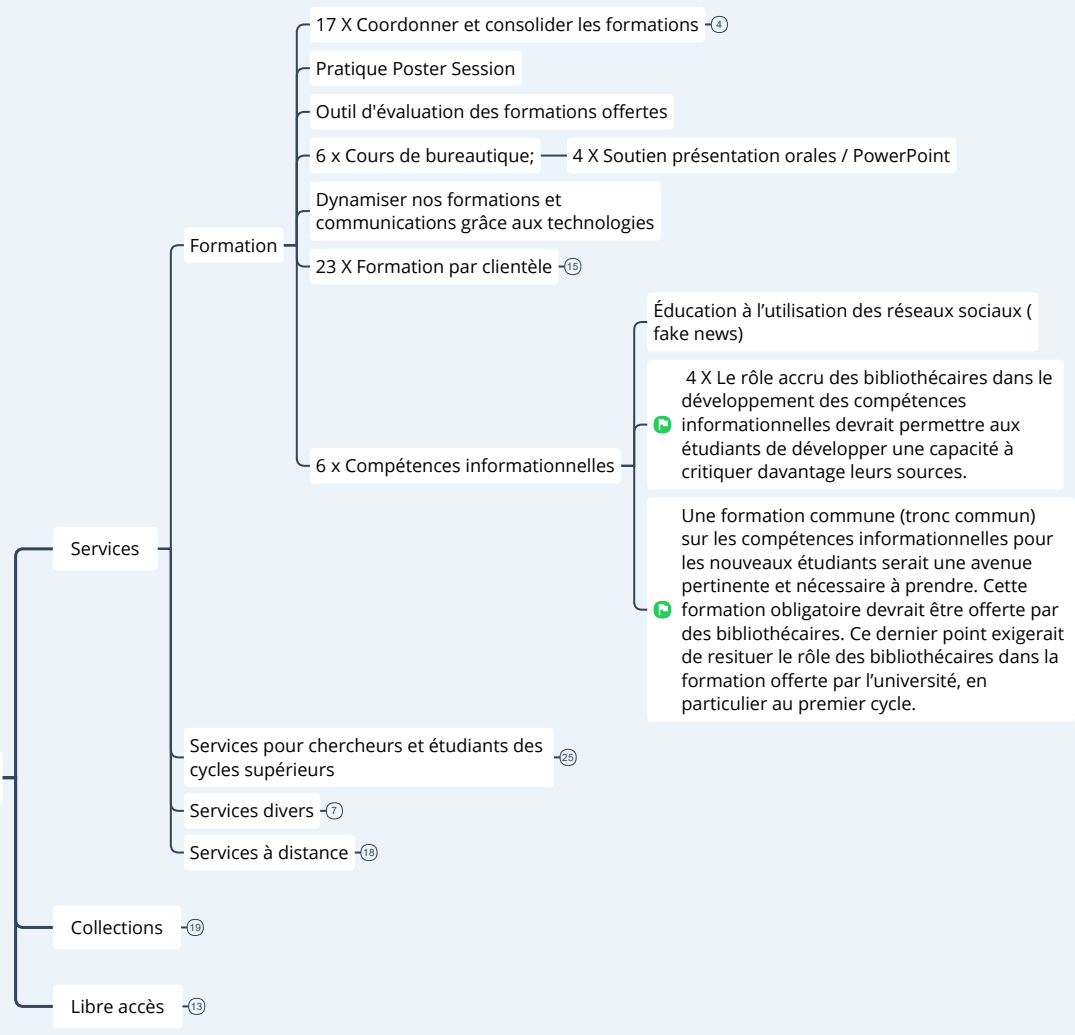 17 X Coordonner et consolider les formations 4
Pratique Poster Session
Outil d'évaluation des formations offertes
6 x Cours de bureautique; 4 X Soutien présentation orales / PowerPoint
Dynamiser nos formations et
communications grâce aux technologies
Formation
23 X Formation par clientèle 15
Éducation à l’utilisation des réseaux sociaux (
fake news)
4 X Le rôle accru des bibliothécaires dans le
développement des compétences
informationnelles devrait permettre aux
étudiants de développer une capacité à
critiquer davantage leurs sources.
6 x Compétences informationnelles
Une formation commune (tronc commun)
sur les compétences informationnelles pour
les nouveaux étudiants serait une avenue
pertinente et nécessaire à prendre. Cette
formation obligatoire devrait être offerte par
des bibliothécaires. Ce dernier point exigerait
de resituer le rôle des bibliothécaires dans la
formation offerte par l’université, en
particulier au premier cycle.
Services
Services pour chercheurs et étudiants des
cycles supérieurs 25
Services divers 7
Services à distance 18
Collections 19
Libre accès 13